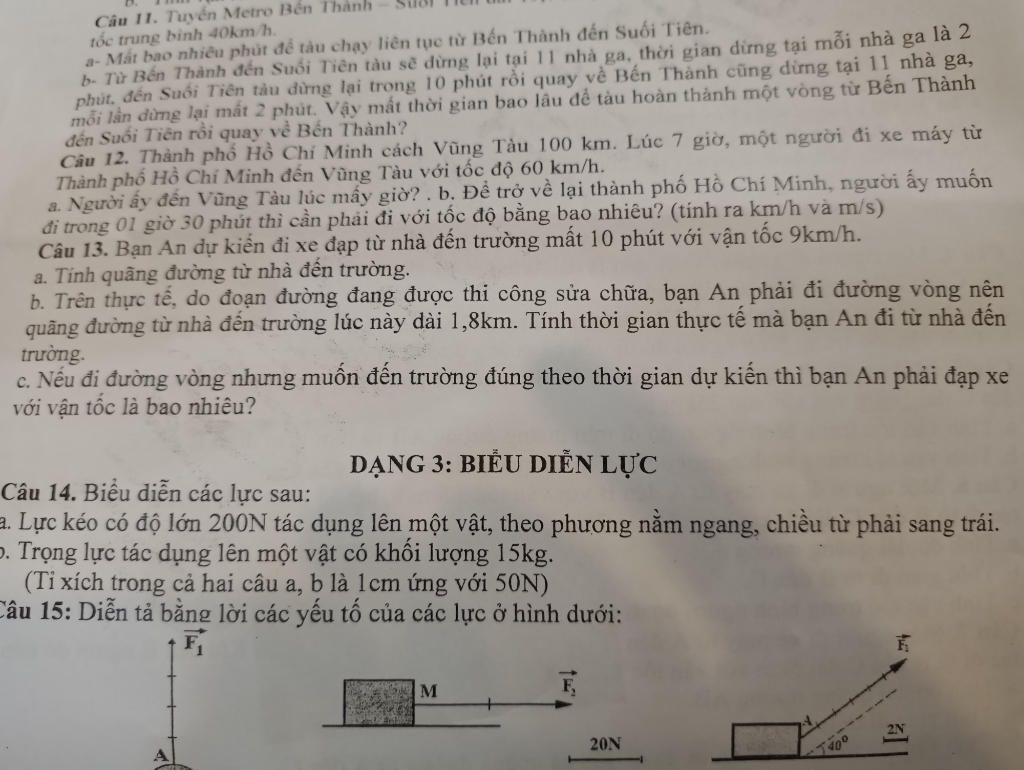 Câu 11. Tuyến Metro Bến Thành – Suối
tốc trung bình 40km/h.
a- Mất bao nhiêu phút để tàu chạy liên tục từ Bến Thành đến Suối Tiên.
b- Từ Bến Thành đến Suối Tiên tàu sẽ dừng lại tại 11 nhà ga, thời gian dừng tại mỗi nhà ga là 2
phút, đến Suối Tiên tàu dừng lại trong 10 phút rồi quay về Bến Thành cũng dừng tại 11 nhà ga,
mỗi lần dừng lại mất 2 phút. Vậy mất thời gian bao lâu để tàu hoàn thành một vòng từ Bến Thành
đến Suối Tiên rồi quay về Bến Thành?
Câu 12. Thành phố Hồ Chí Minh cách Vũng Tàu 100 km. Lúc 7 giờ, một người đi xe máy từ
Thành phố Hồ Chí Minh đến Vũng Tàu với tốc độ 60 km/h.
a. Người ấy đến Vũng Tàu lúc mấy giờ? . b. Để trở về lại thành phố Hồ Chí Minh, người ấy muốn
đi trong 01 giờ 30 phút thì cần phải đi với tốc độ bằng bao nhiêu? (tính ra km/h và m/s)
Câu 13. Bạn An dự kiến đi xe đạp từ nhà đến trường mất 10 phút với vận tốc 9km/h.
a. Tính quãng đường từ nhà đến trường.
b. Trên thực tế, do đoạn đường đang được thi công sửa chữa, bạn An phải đi đường vòng nên
quãng đường từ nhà đến trường lúc này dài 1,8km. Tính thời gian thực tế mà bạn An đi từ nhà đến
trường.
c. Nếu đi đường vòng nhưng muốn đến trường đúng theo thời gian dự kiến thì bạn An phải đạp xe
với vận tốc là bao nhiêu?
DẠNG 3: BIỂU DIỄN LỰC
Câu 14. Biểu diễn các lực sau:
a. Lực kéo có độ lớn 200N tác dụng lên một vật, theo phương nằm ngang, chiều từ phải sang trái.
b. Trọng lực tác dụng lên một vật có khối lượng 15kg.
(Tỉ xích trong cả hai câu a, b là 1cm ứng với 50N)
Câu 15: Diễn tả bằng lời các yếu tố của các lực ở hình dưới:
F₁
A
M
F₂
20N
A
40°
2N